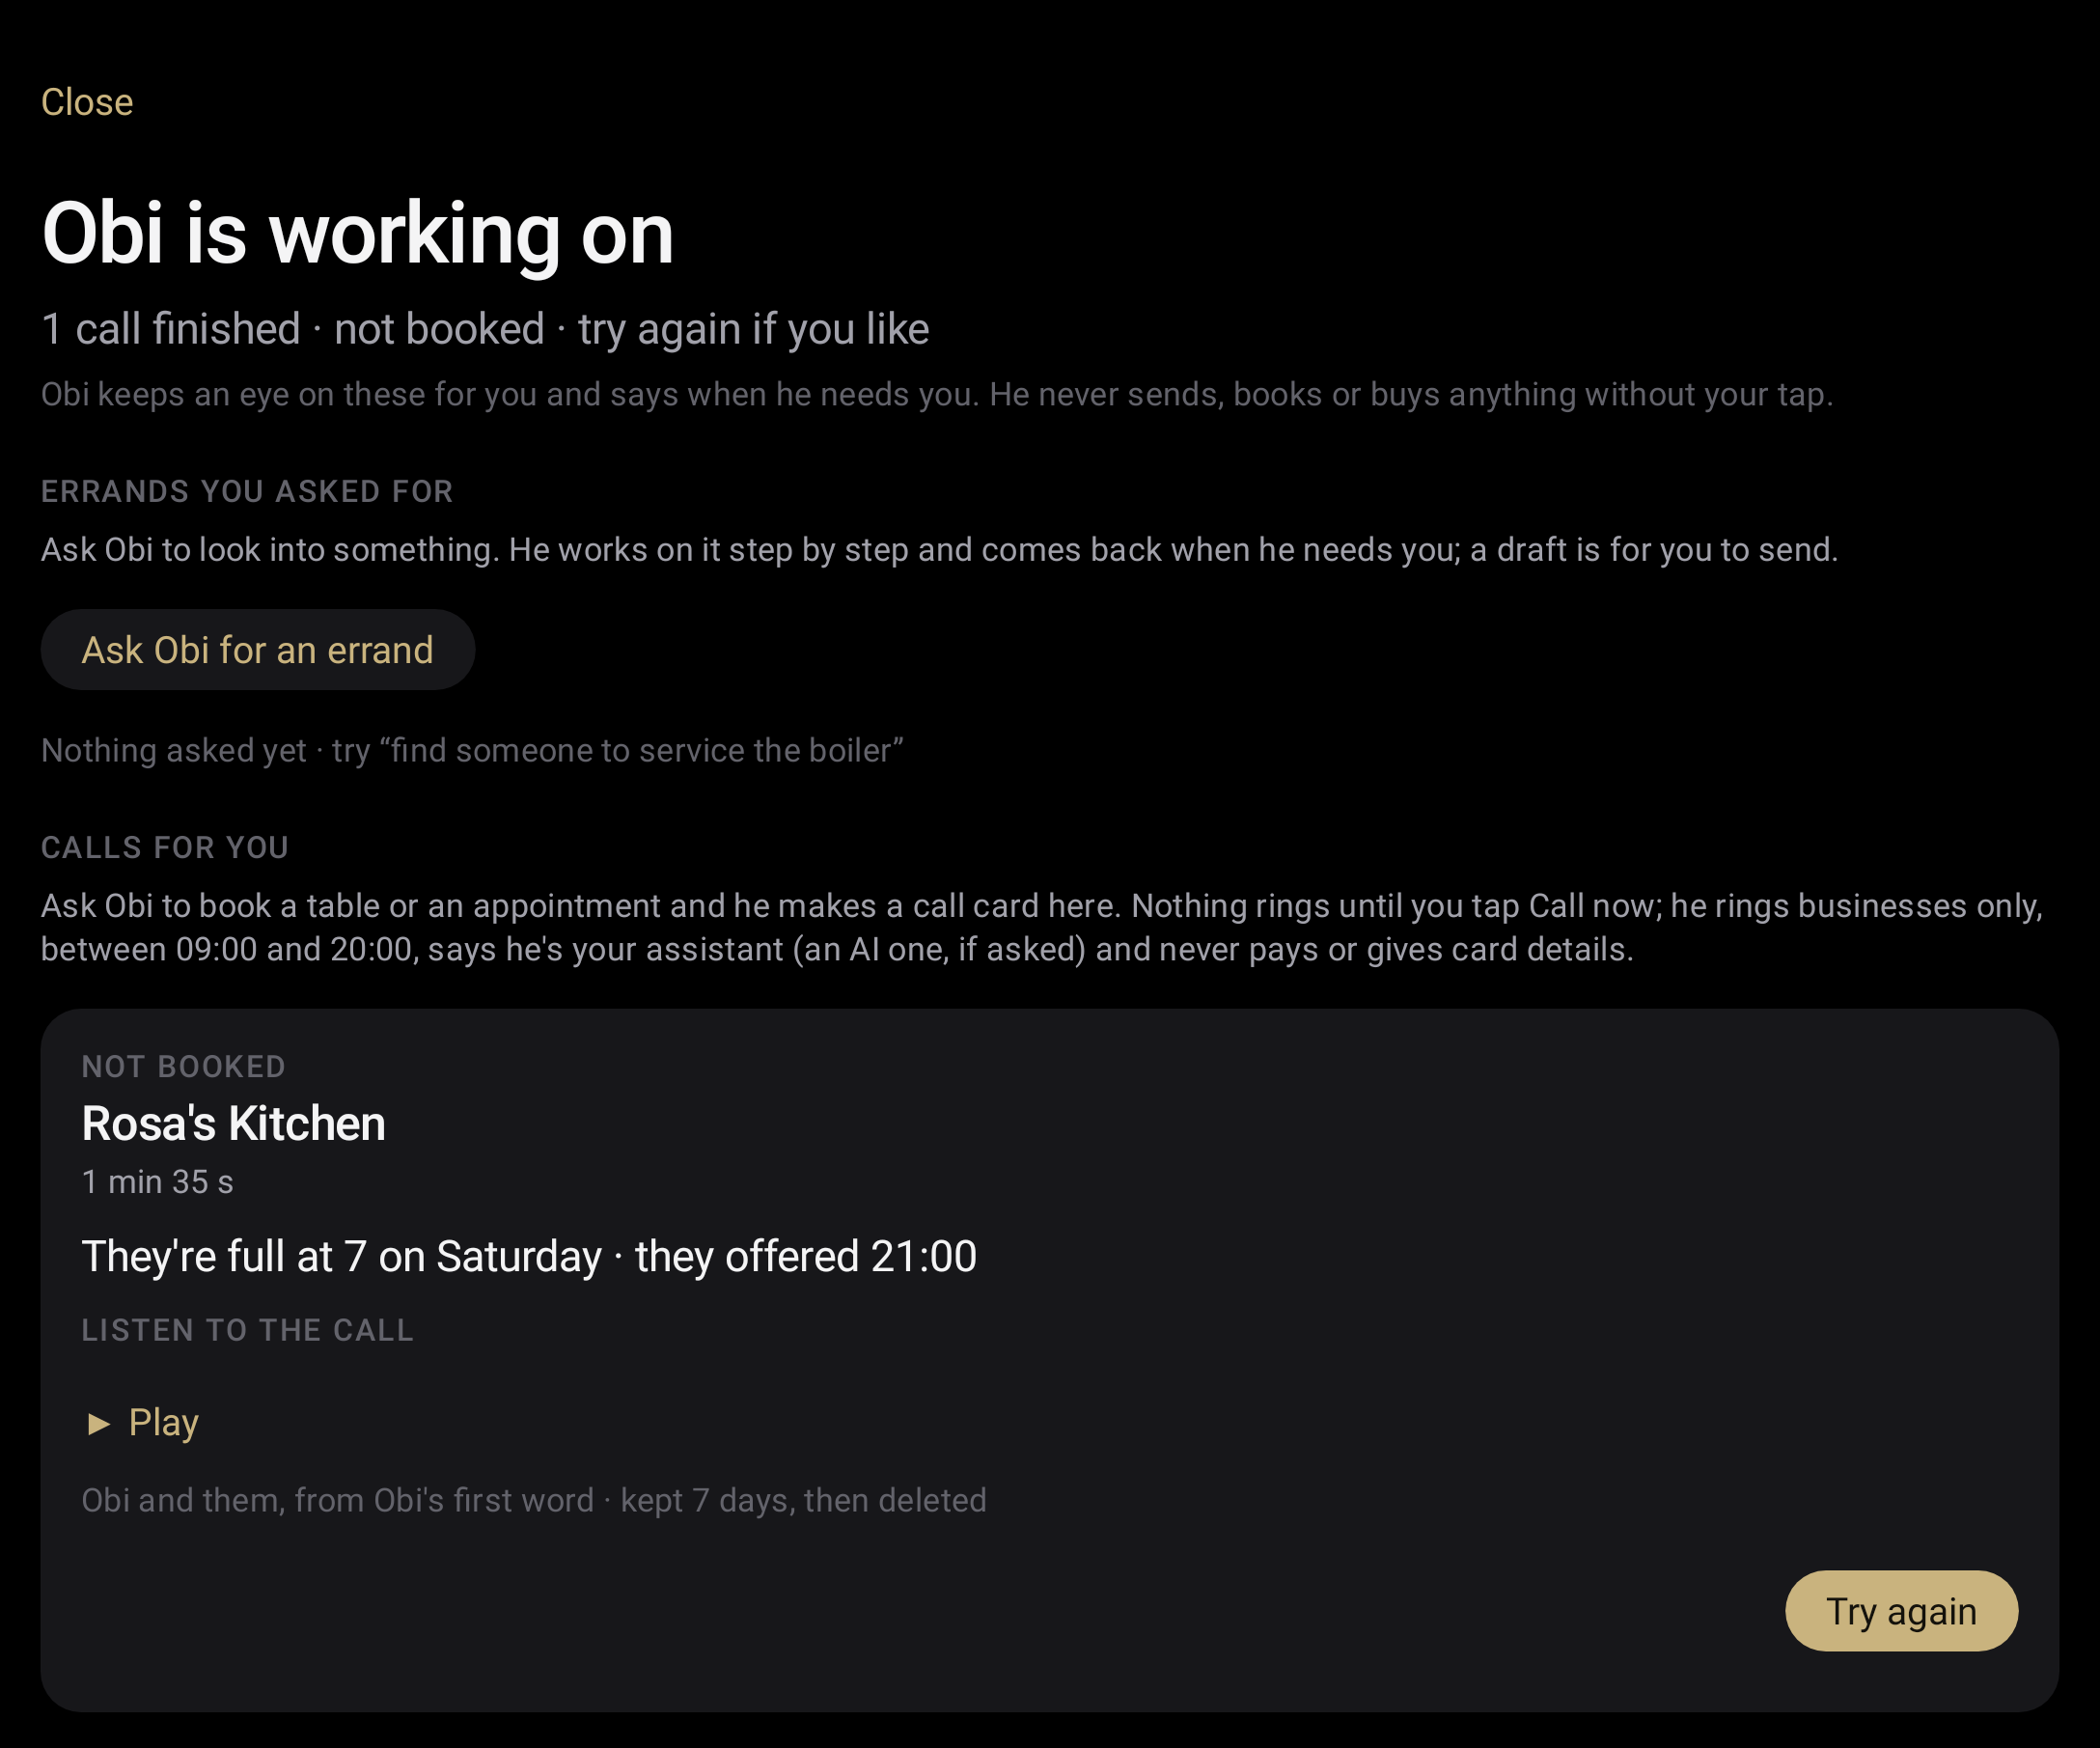 Close
Obi is working on
1 call finished · not booked · try again if you like
Obi keeps an eye on these for you and says when he needs you. He never sends, books or buys anything without your tap.
ERRANDS YOU ASKED FOR
Ask Obi to look into something. He works on it step by step and comes back when he needs you; a draft is for you to send.
Ask Obi for an errand
Nothing asked yet · try “find someone to service the boiler”
CALLS FOR YOU
Ask Obi to book a table or an appointment and he makes a call card here. Nothing rings until you tap Call now; he rings businesses only,
between 09:00 and 20:00, says he's your assistant (an AI one, if asked) and never pays or gives card details.
NOT BOOKED
Rosa's Kitchen
1 min 35 s
They're full at 7 on Saturday · they offered 21:00
LISTEN TO THE CALL
► Play
Obi and them, from Obi's first word · kept 7 days, then deleted
Try again